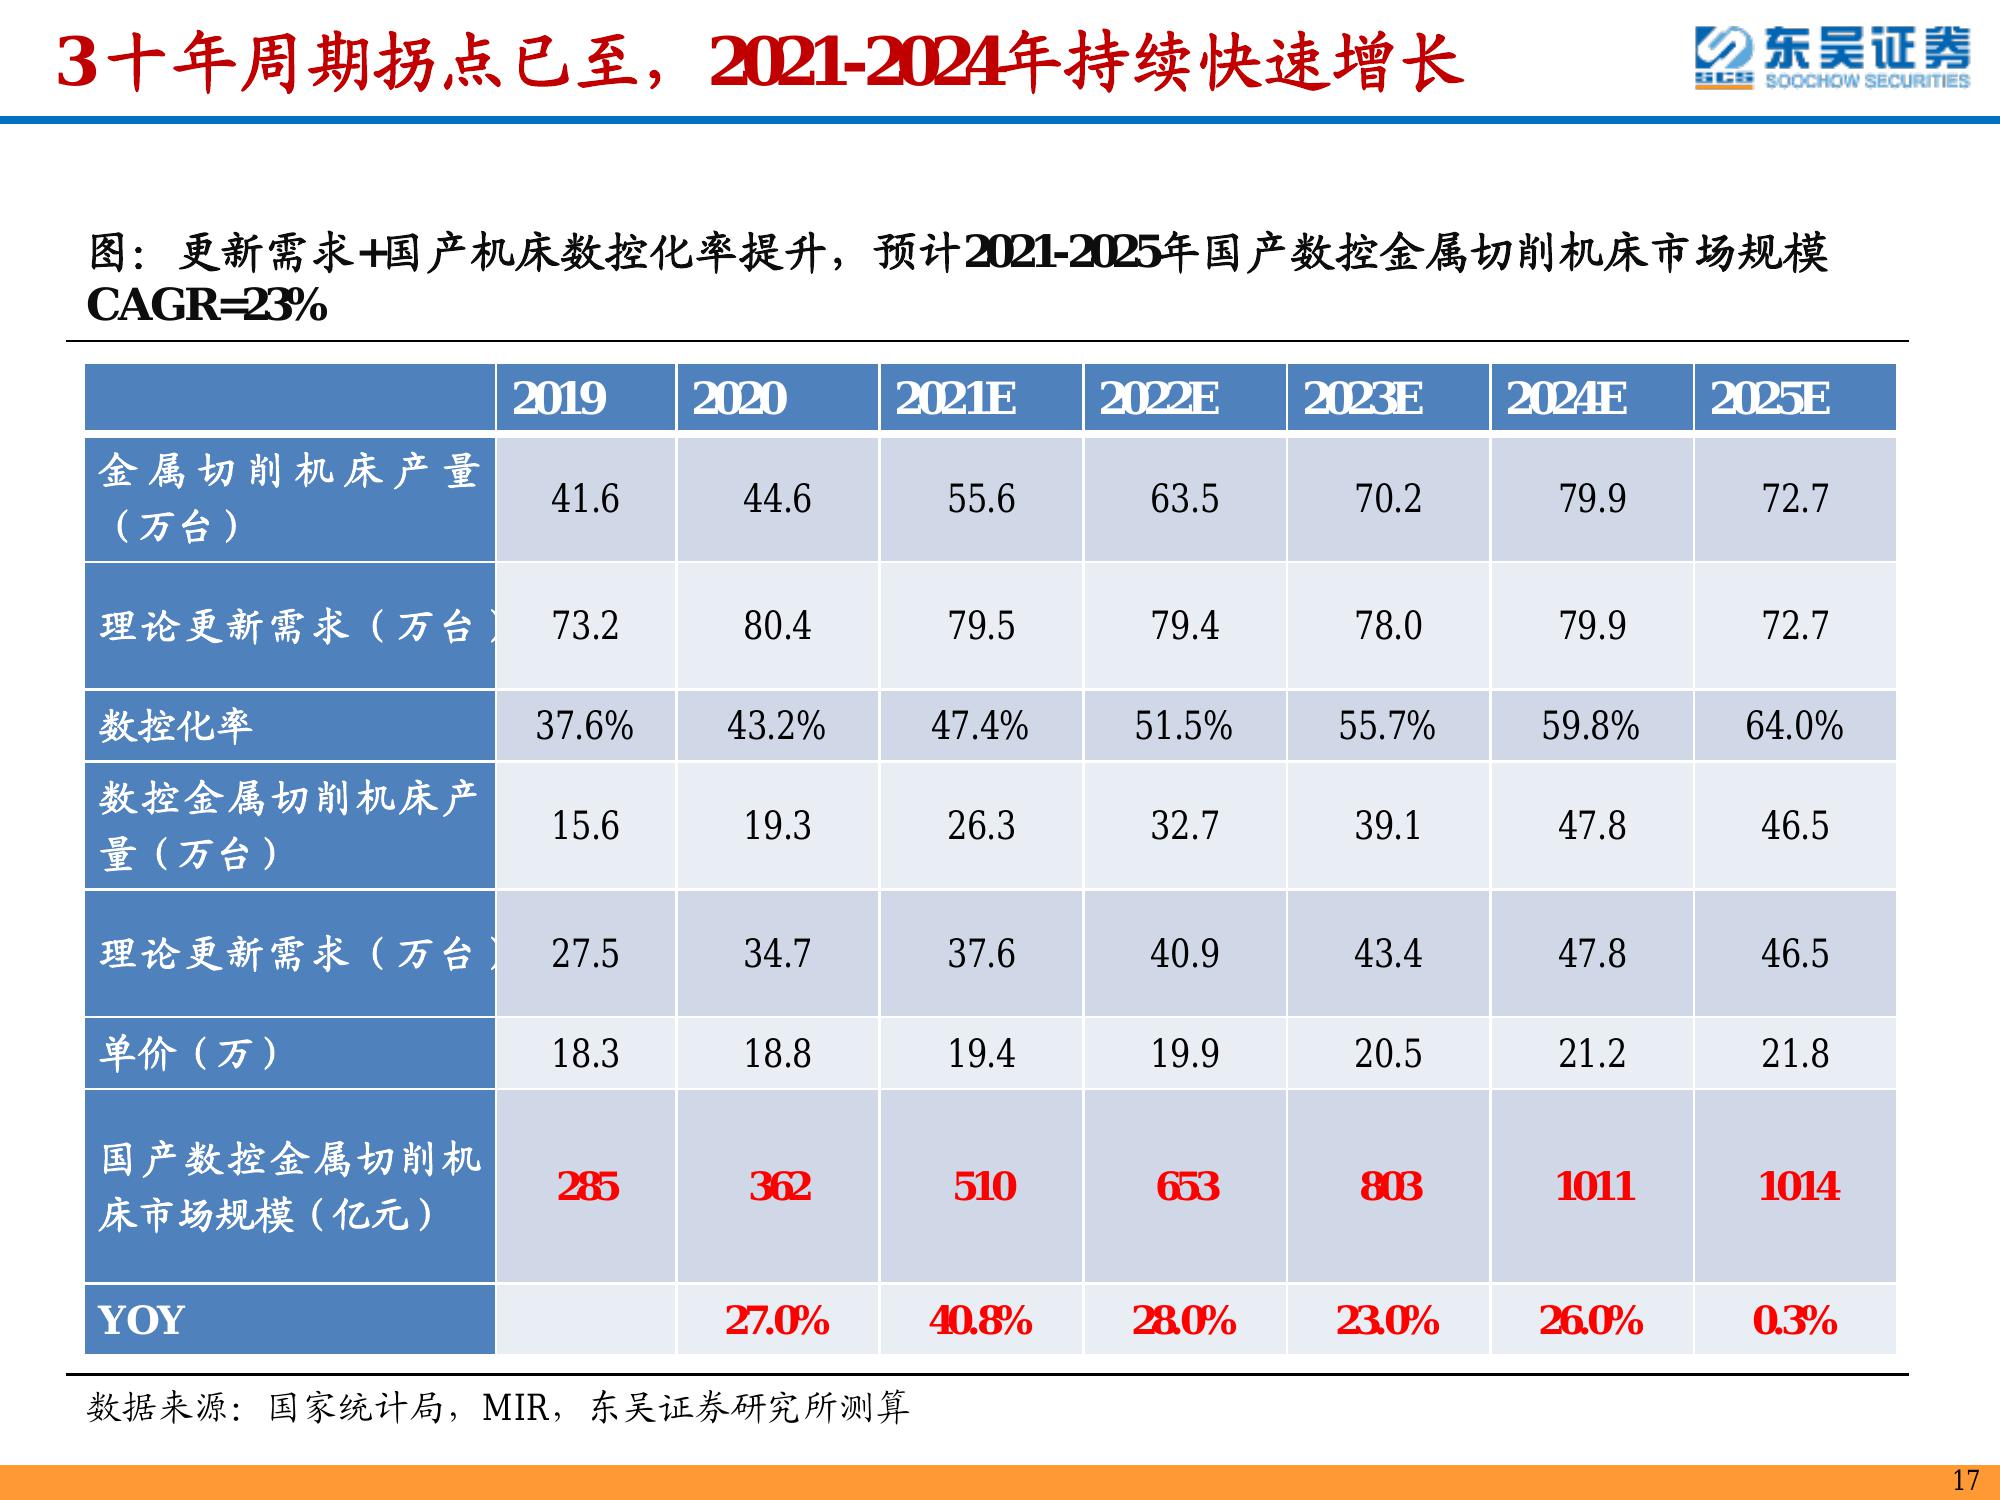 3十年周期拐点已至，2021-2024年持续快速增长
东吴证券
SCS SOOCHOW SECURITIES
图：更新需求+国产机床数控化率提升，预计2021-2025年国产数控金属切削机床市场规模
CAGR=23%
2019 2020 2021E 2022E 2023E 2024E 2025E
金属切削机床产量
（万台） 41.6 44.6 55.6 63.5 70.2 79.9 72.7
理论更新需求（万台） 73.2 80.4 79.5 79.4 78.0 79.9 72.7
数控化率 37.6% 43.2% 47.4% 51.5% 55.7% 59.8% 64.0%
数控金属切削机床产
量（万台） 15.6 19.3 26.3 32.7 39.1 47.8 46.5
理论更新需求（万台） 27.5 34.7 37.6 40.9 43.4 47.8 46.5
单价（万） 18.3 18.8 19.4 19.9 20.5 21.2 21.8
国产数控金属切削机
床市场规模（亿元） 285 362 510 653 803 1011 1014
YOY 27.0% 40.8% 28.0% 23.0% 26.0% 0.3%
数据来源：国家统计局，MIR，东吴证券研究所测算
17